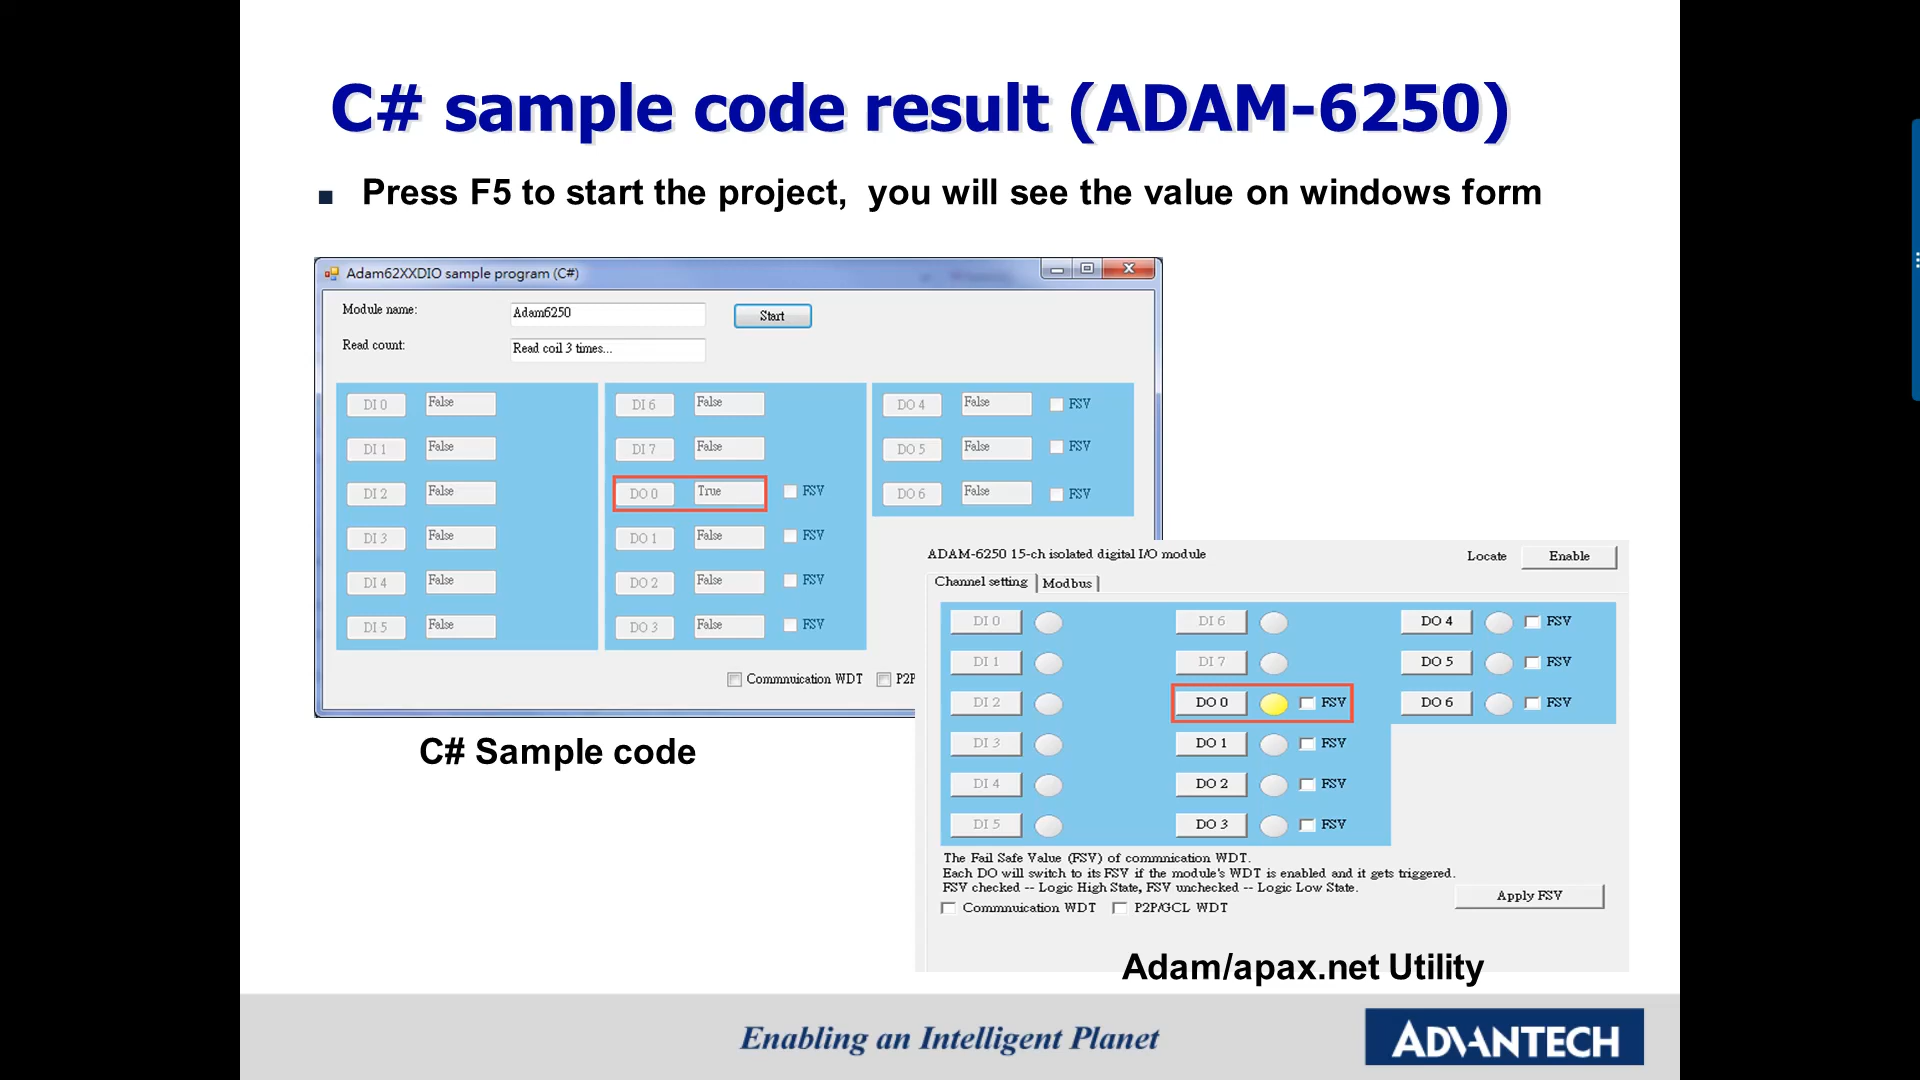 C# sample code result (ADAM-6250)
■ Press F5 to start the project, you will see the value on windows form
Adam62XXDIO sample program (C#)
Module name: Adam6250 Start
Read count: Read coil 3 times...
DI 0 False DI 6 False DO 4 False FSV
DI 1 False DI 7 False DO 5 False FSV
DI 2 False DO 0 True FSV DO 6 False FSV
DI 3 False DO 1 False FSV
DI 4 False DO 2 False FSV
DI 5 False DO 3 False FSV
Commnuication WDT P2P
C# Sample code
ADAM-6250 15-ch isolated digital I/O module Locate Enable
Channel setting Modbus
DI 0 DI 6 DO 4 FSV
DI 1 DI 7 DO 5 FSV
DI 2 DO 0 FSV DO 6 FSV
DI 3 DO 1 FSV
DI 4 DO 2 FSV
DI 5 DO 3 FSV
The Fail Safe Value (FSV) of commnication WDT.
Each DO will switch to its FSV if the module's WDT is enabled and it gets triggered.
FSV checked -- Logic High State, FSV unchecked -- Logic Low State.
Apply FSV
Commnuication WDT P2P/GCL WDT
Adam/apax.net Utility
Enabling an Intelligent Planet
ADVANTECH